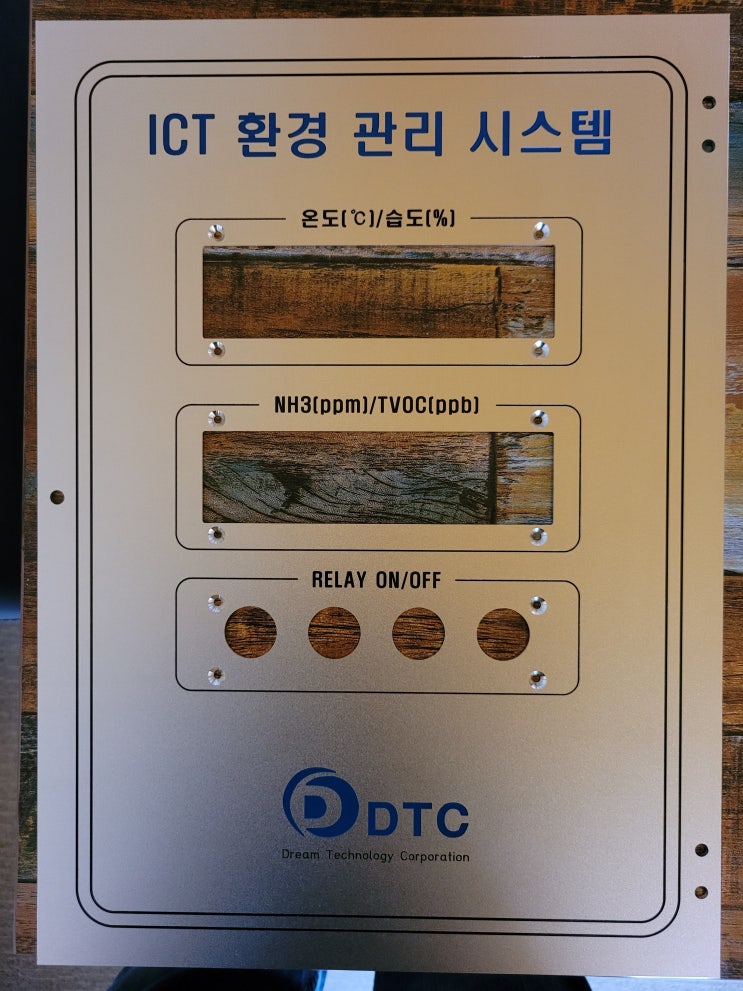 ICT 환경 관리 시스템
온도(℃)/습도(%)
NH3(ppm)/TVOC(ppb)
RELAY ON/OFF
D DTC
Dream Technology Corporation